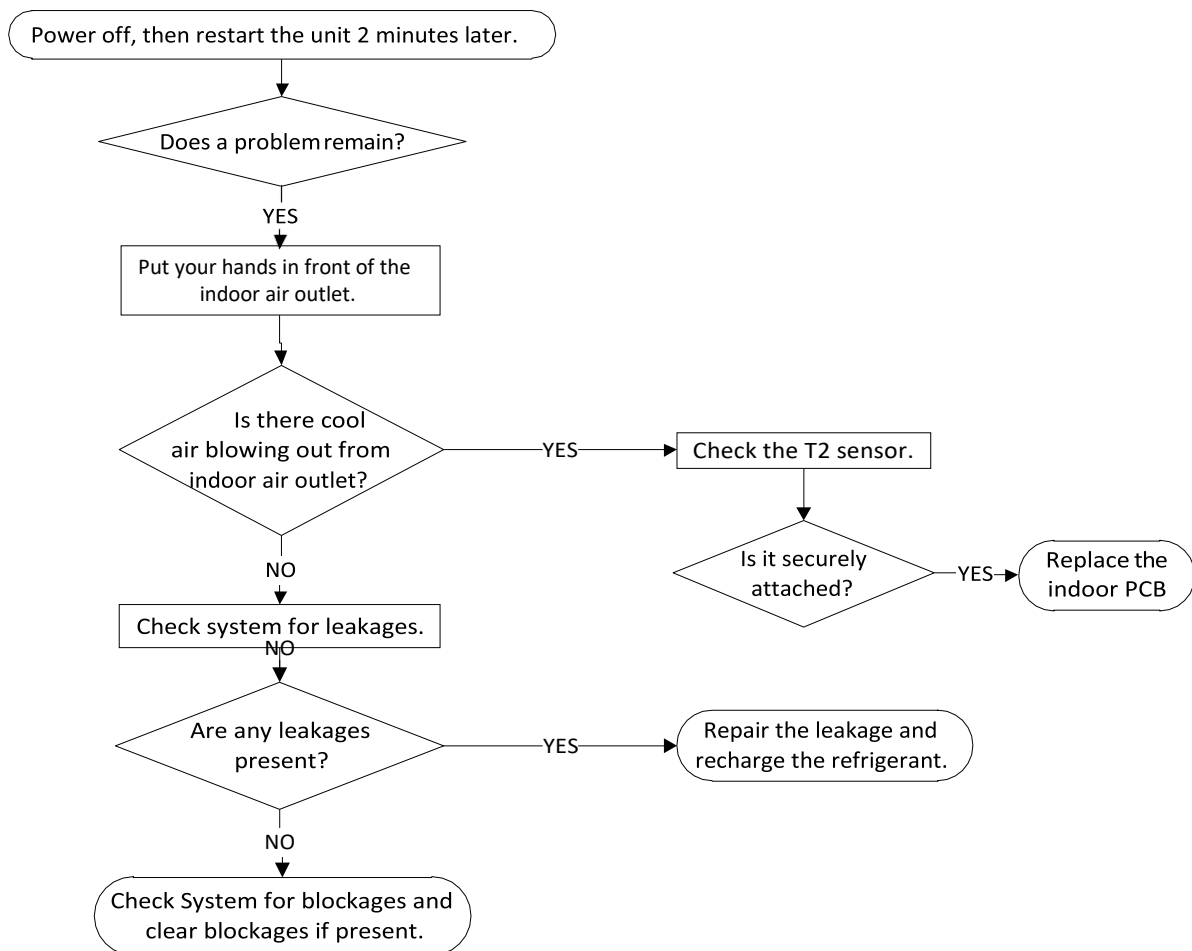 Power off, then restart the unit 2 minutes later.
Does a problem remain?
YES
Put your hands in front of the
indoor air outlet.
Is there cool
air blowing out from
indoor air outlet?
YES
Check the T2 sensor.
Is it securely
attached?
YES
Replace the
indoor PCB
NO
Check system for leakages.
NO
Are any leakages
present?
YES
Repair the leakage and
recharge the refrigerant.
NO
Check System for blockages and
clear blockages if present.